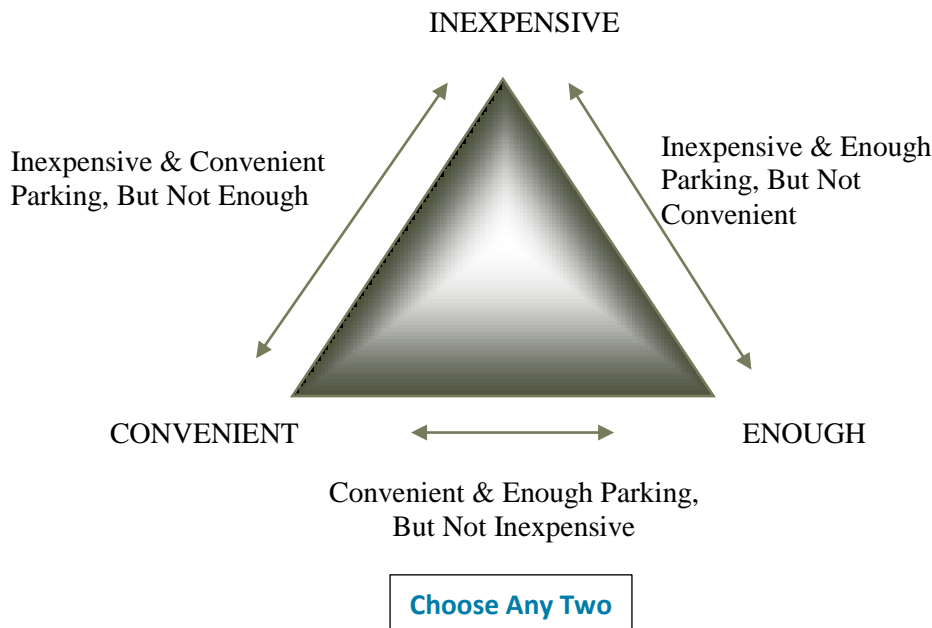 INEXPENSIVE
Inexpensive & Convenient
Parking, But Not Enough
Inexpensive & Enough
Parking, But Not
Convenient
CONVENIENT
ENOUGH
Convenient & Enough Parking,
But Not Inexpensive
Choose Any Two